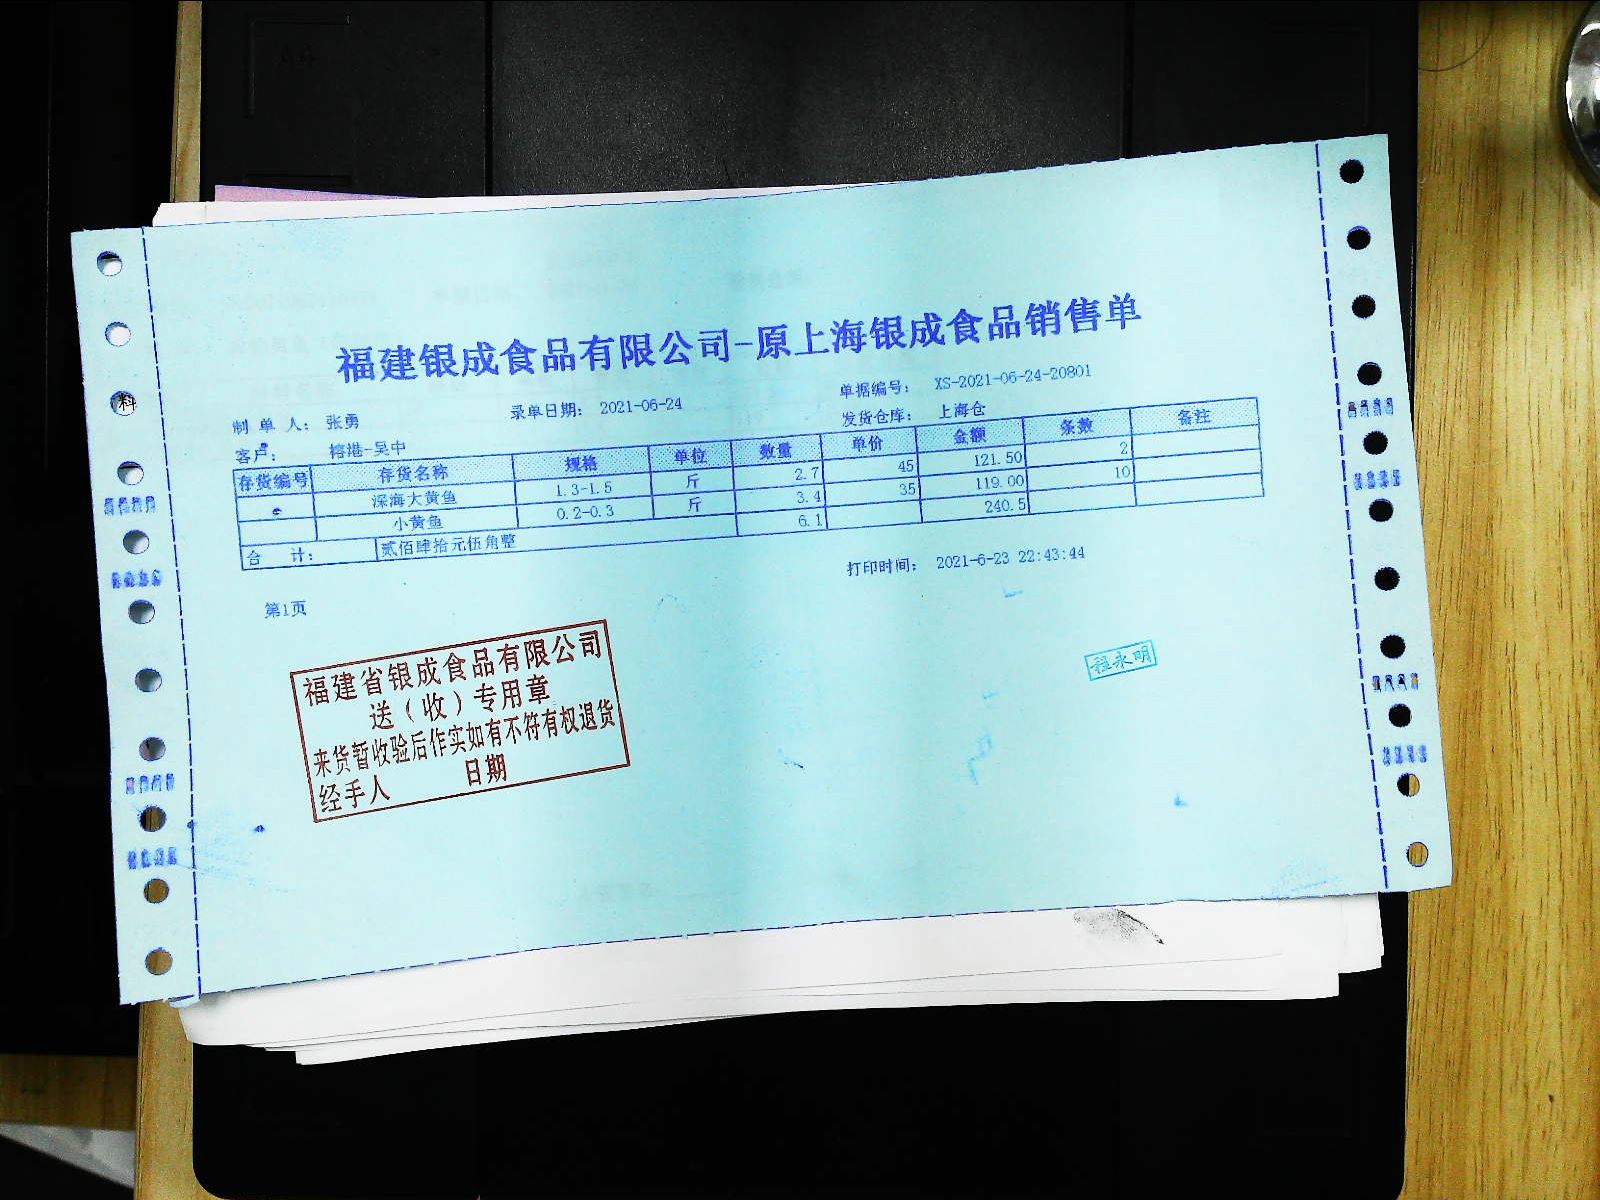 福建银成食品有限公司-原上海银成食品销售单
单据编号： XS-2021-06-24-20801
制 单 人： 张勇 录单日期： 2021-06-24 发货仓库： 上海仓
客户： 榕港-吴中
存货编号 存货名称 规格 单位 数量 单价 金额 条数 备注
深海大黄鱼 1.3-1.5 斤 2.7 45 121.50 2
小黄鱼 0.2-0.3 斤 3.4 35 119.00 10
合 计： 贰佰肆拾元伍角整 6.1 240.5
打印时间： 2021-6-23 22:43:44
第1页
福建省银成食品有限公司
送（收）专用章
来货暂收验后作实如有不符有权退货
经手人 日期
程永明
料